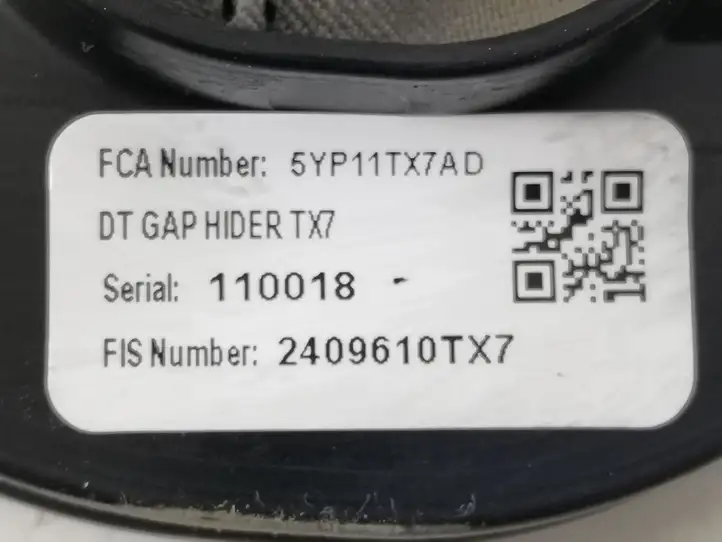 FCA Number: 5YP11TX7AD
DT GAP HIDER TX7
Serial: 110018 -
FIS Number: 2409610TX7